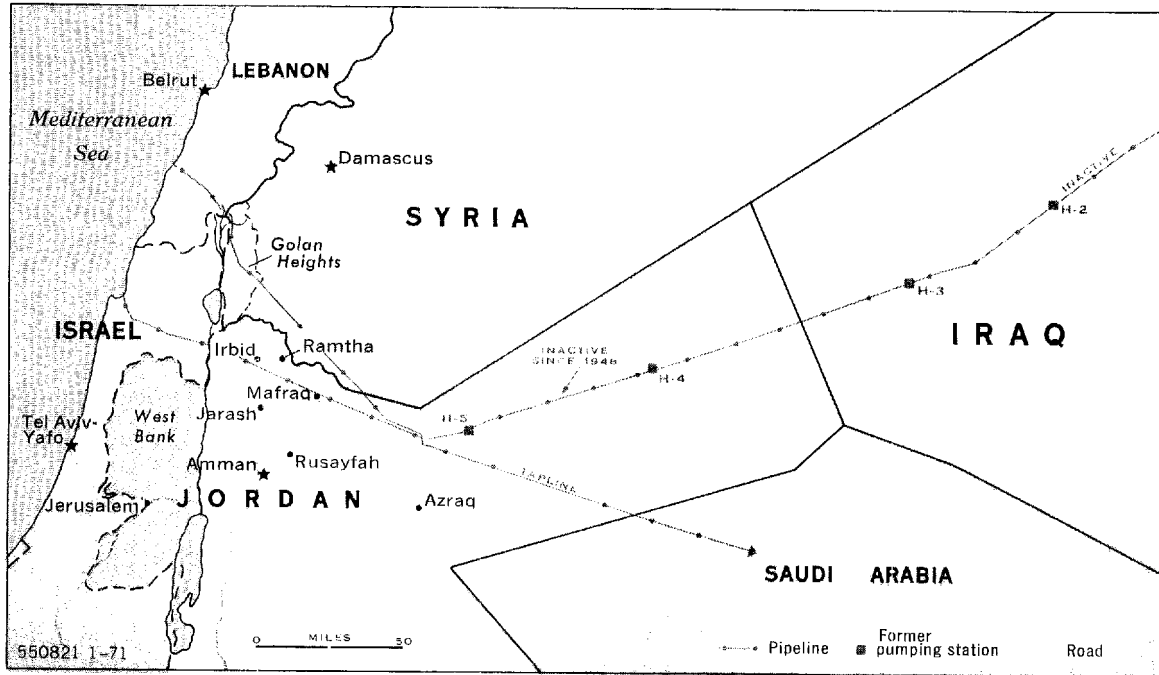 LEBANON
Beirut
Mediterranean
Sea
Damascus
SYRIA
INACTIVE
H-2
Golan
Heights
H-3
ISRAEL
IRAQ
Irbid
Ramtha
INACTIVE
SINCE 1948
H-4
Mafraq
Jarash
H-5
West
Bank
Tel Aviv-
Yafo
Rusayfah
Amman
TAPLINE
Jerusalem
JORDAN
Azraq
SAUDI ARABIA
0 MILES 50
550821 1-71
Pipeline
Former
pumping station
Road